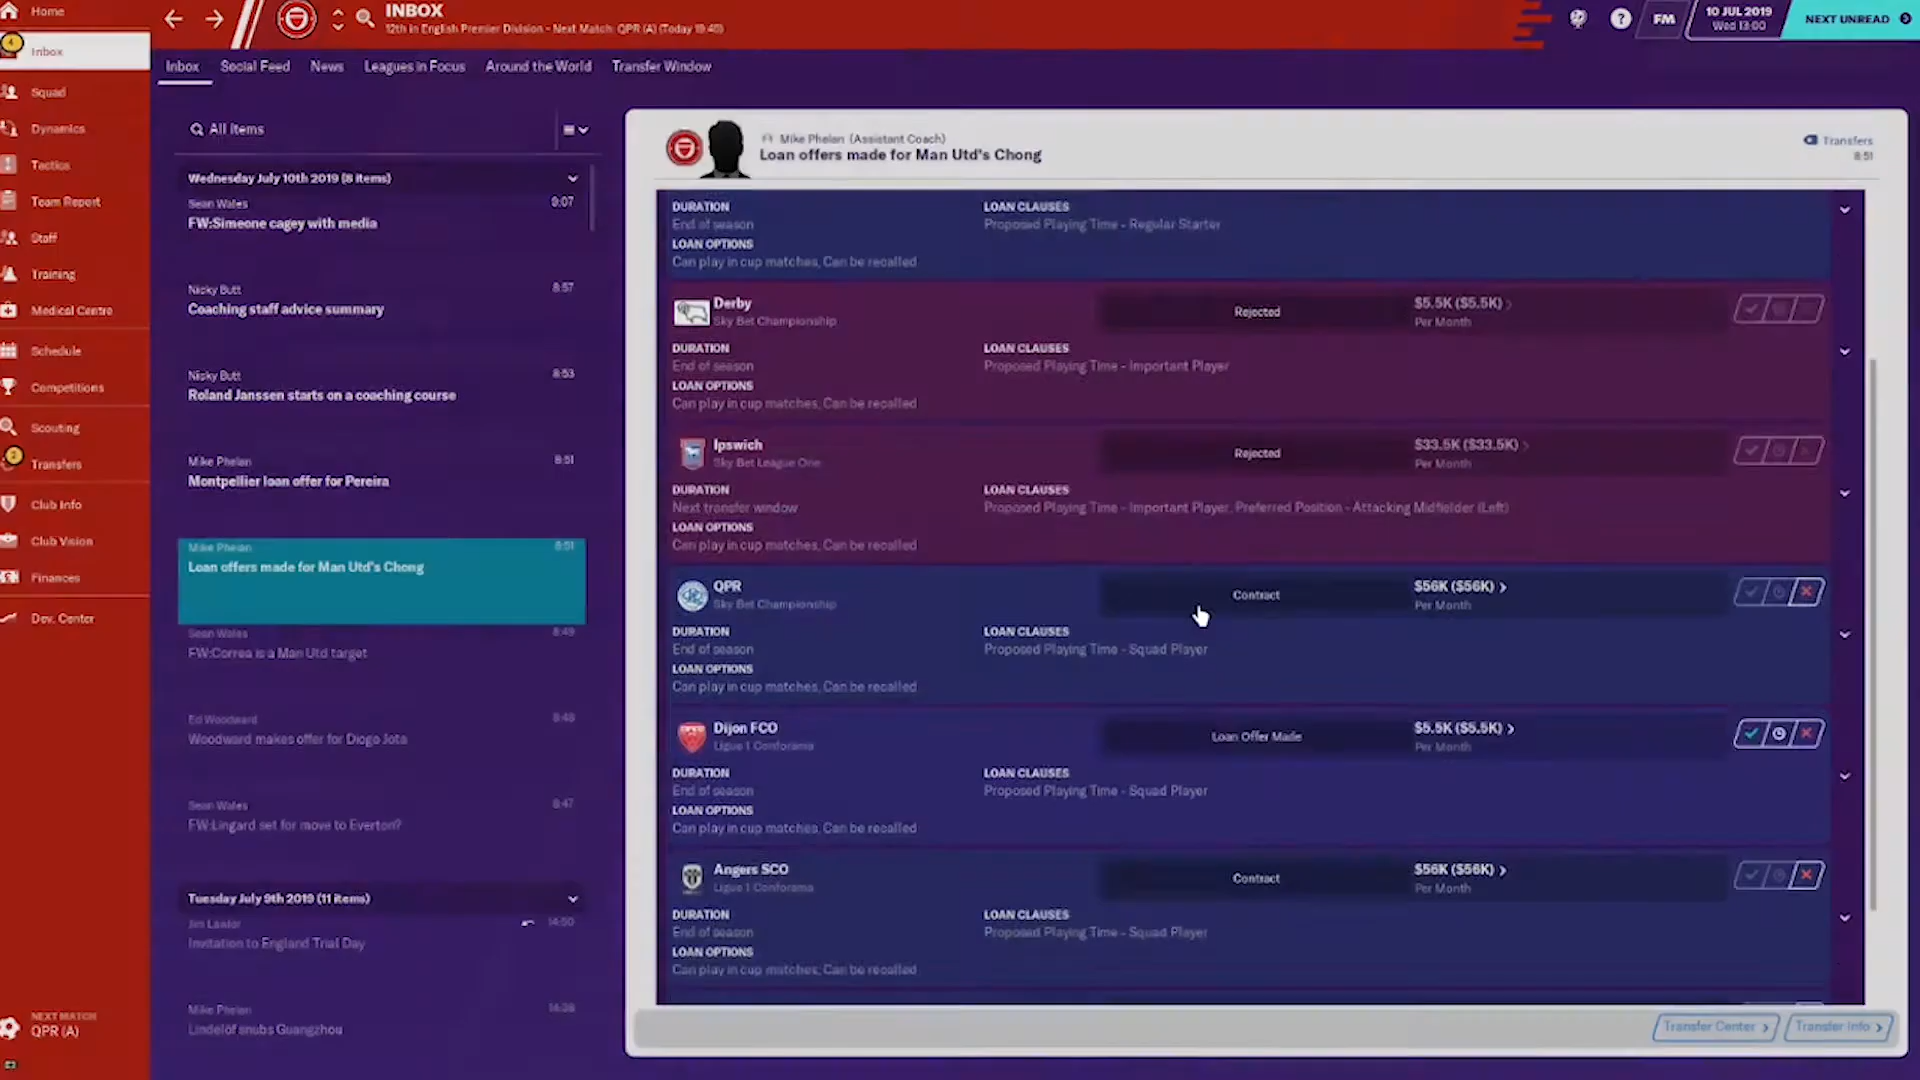 Home
Inbox
Squad
Dynamics
Tactics
Team Report
Staff
Training
Medical Centre
Schedule
Competitions
Scouting
Transfers
Club Info
Club Vision
Finances
Dev. Center
NEXT MATCH
QPR (A)
INBOX
12th in English Premier Division - Next Match: QPR (A) (Today 19:45)
FM
10 JUL 2019
Wed 13:00
NEXT UNREAD
Inbox
Social Feed
News
Leagues in Focus
Around the World
Transfer Window
All Items
Wednesday July 10th 2019 (8 items)
Sean Wales 9:07
FW:Simeone cagey with media
Nicky Butt 8:57
Coaching staff advice summary
Nicky Butt 8:53
Roland Janssen starts on a coaching course
Mike Phelan 8:51
Montpellier loan offer for Pereira
Mike Phelan 8:51
Loan offers made for Man Utd's Chong
Sean Wales 8:49
FW:Correa is a Man Utd target
Ed Woodward 8:48
Woodward makes offer for Diogo Jota
Sean Wales 8:47
FW:Lingard set for move to Everton?
Tuesday July 9th 2019 (11 items)
Jim Lawlor 14:50
Invitation to England Trial Day
Mike Phelan
Lindelöf snubs Guangzhou
Mike Phelan (Assistant Coach)
Loan offers made for Man Utd's Chong
Transfers
8:51
DURATION LOAN CLAUSES
End of season Proposed Playing Time - Regular Starter
LOAN OPTIONS
Can play in cup matches, Can be recalled
Derby Rejected $5.5K ($5.5K)
Sky Bet Championship Per Month
DURATION LOAN CLAUSES
End of season Proposed Playing Time - Important Player
LOAN OPTIONS
Can play in cup matches, Can be recalled
Ipswich Rejected $33.5K ($33.5K)
Sky Bet League One Per Month
DURATION LOAN CLAUSES
Next transfer window Proposed Playing Time - Important Player, Preferred Position - Attacking Midfielder (Left)
LOAN OPTIONS
Can play in cup matches, Can be recalled
QPR Contract $56K ($56K)
Sky Bet Championship Per Month
DURATION LOAN CLAUSES
End of season Proposed Playing Time - Squad Player
LOAN OPTIONS
Can play in cup matches, Can be recalled
Dijon FCO Loan Offer Made $5.5K ($5.5K)
Ligue 1 Conforama Per Month
DURATION LOAN CLAUSES
End of season Proposed Playing Time - Squad Player
LOAN OPTIONS
Can play in cup matches, Can be recalled
Angers SCO Contract $56K ($56K)
Ligue 1 Conforama Per Month
DURATION LOAN CLAUSES
End of season Proposed Playing Time - Squad Player
LOAN OPTIONS
Can play in cup matches, Can be recalled
Transfer Center
Transfer Info